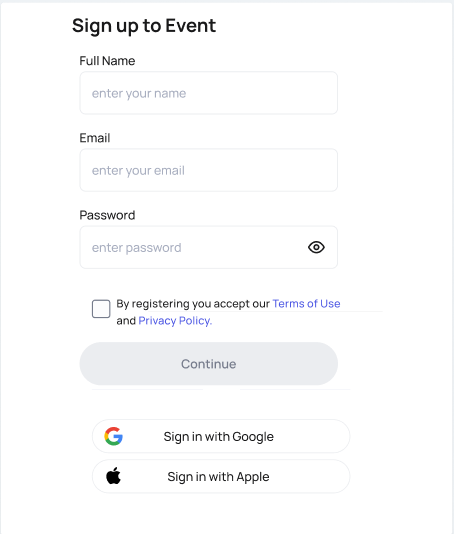 Sign up to Event
Full Name
enter your name
Email
enter your email
Password
enter password
By registering you accept our Terms of Use
and Privacy Policy.
Continue
Sign in with Google
Sign in with Apple